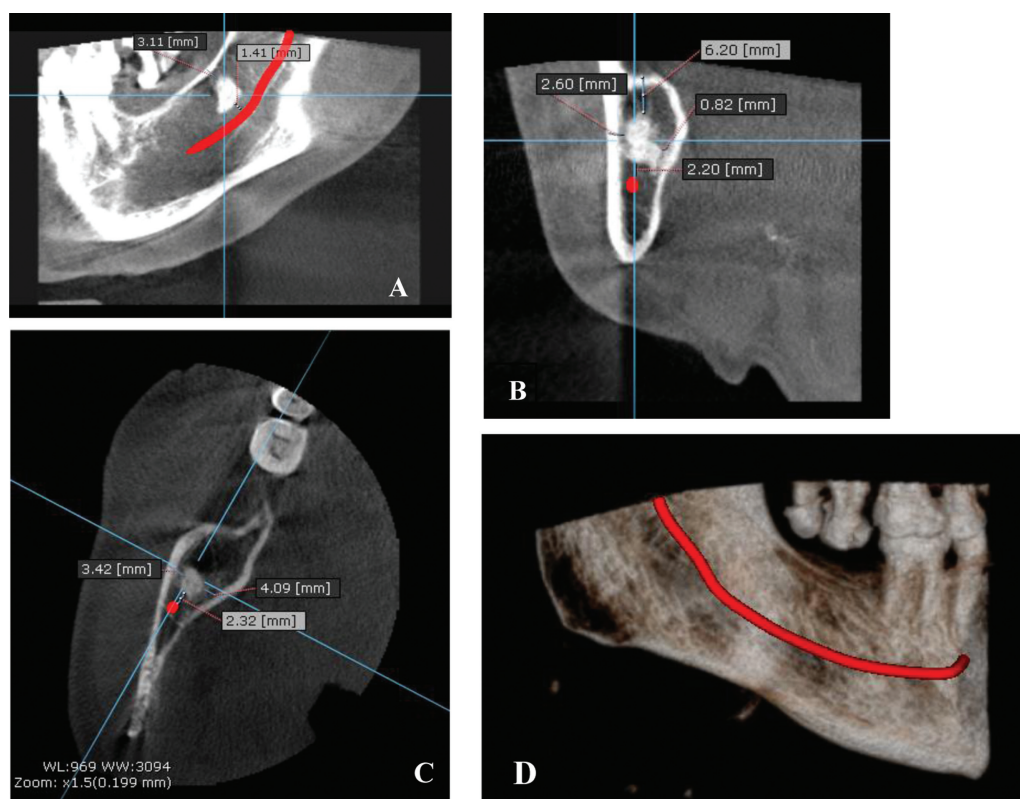 3.11 [mm]
1.41 [mm]
A
6.20 [mm]
2.60 [mm]
0.82 [mm]
2.20 [mm]
B
3.42 [mm]
4.09 [mm]
2.32 [mm]
WL:969 WW:3094
Zoom: x1.5(0.199 mm)
C
D